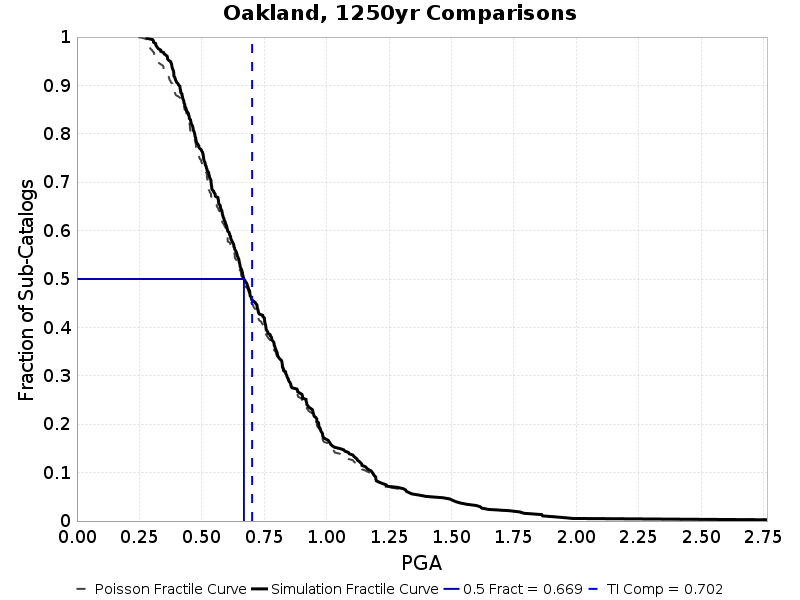 Oakland, 1250yr Comparisons
Fraction of Sub-Catalogs
1
0.9
0.8
0.7
0.6
0.5
0.4
0.3
0.2
0.1
0
0.00 0.25 0.50 0.75 1.00 1.25 1.50 1.75 2.00 2.25 2.50 2.75
PGA
Poisson Fractile Curve Simulation Fractile Curve 0.5 Fract = 0.669 TI Comp = 0.702